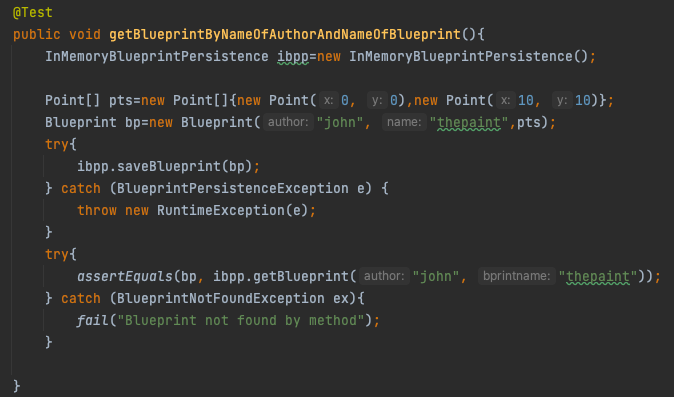 @Test
public void getBlueprintByNameOfAuthorAndNameOfBlueprint(){
    InMemoryBlueprintPersistence ibpp=new InMemoryBlueprintPersistence();

    Point[] pts=new Point[]{new Point( x: 0, y: 0),new Point( x: 10, y: 10)};
    Blueprint bp=new Blueprint( author: "john", name: "thepaint",pts);
    try{
        ibpp.saveBlueprint(bp);
    } catch (BlueprintPersistenceException e) {
        throw new RuntimeException(e);
    }
    try{
        assertEquals(bp, ibpp.getBlueprint( author: "john", bprintname: "thepaint"));
    } catch (BlueprintNotFoundException ex){
        fail("Blueprint not found by method");
    }

}